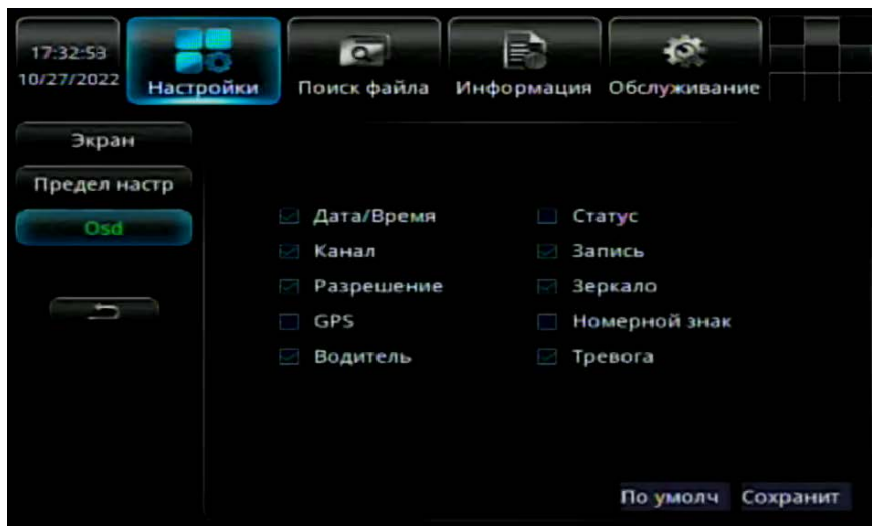 17:32:53
10/27/2022
Настройки
Поиск файла
Информация
Обслуживание
Экран
Предел настр
Osd
Дата/Время
Статус
Канал
Запись
Разрешение
Зеркало
GPS
Номерной знак
Водитель
Тревога
По умолч
Сохранит